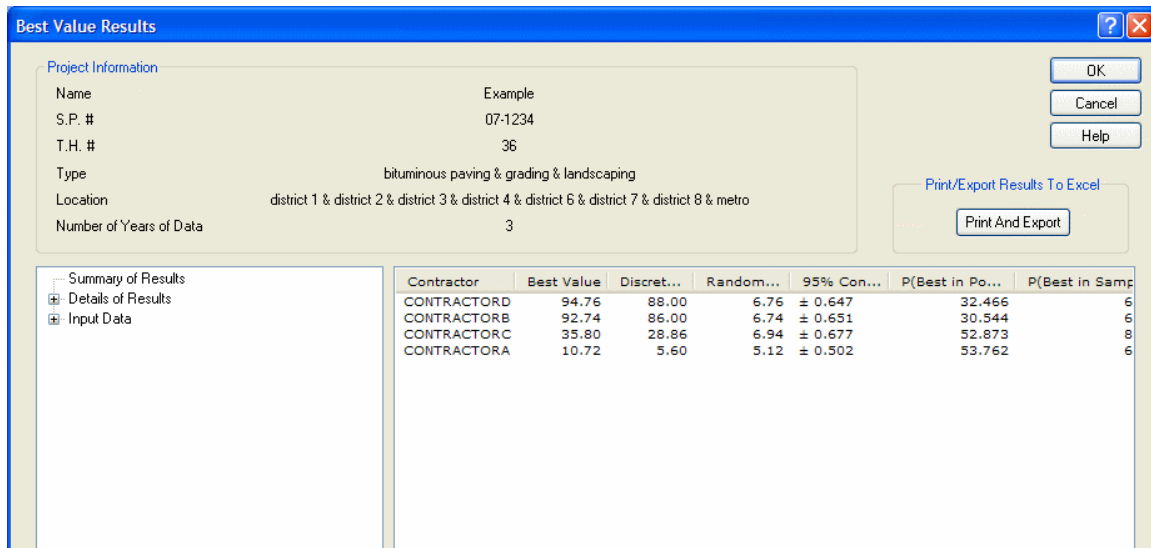 Best Value Results
Project Information
Name Example
S.P. # 07-1234
T.H. # 36
Type bituminous paving & grading & landscaping
Location district 1 & district 2 & district 3 & district 4 & district 6 & district 7 & district 8 & metro
Number of Years of Data 3
OK
Cancel
Help
Print/Export Results To Excel
Print And Export
Summary of Results
Details of Results
Input Data
Contractor Best Value Discret... Random... 95% Con... P(Best in Po... P(Best in Samp
CONTRACTORD 94.76 88.00 6.76 ± 0.647 32.466 6
CONTRACTORB 92.74 86.00 6.74 ± 0.651 30.544 6
CONTRACTORC 35.80 28.86 6.94 ± 0.677 52.873 8
CONTRACTORA 10.72 5.60 5.12 ± 0.502 53.762 6